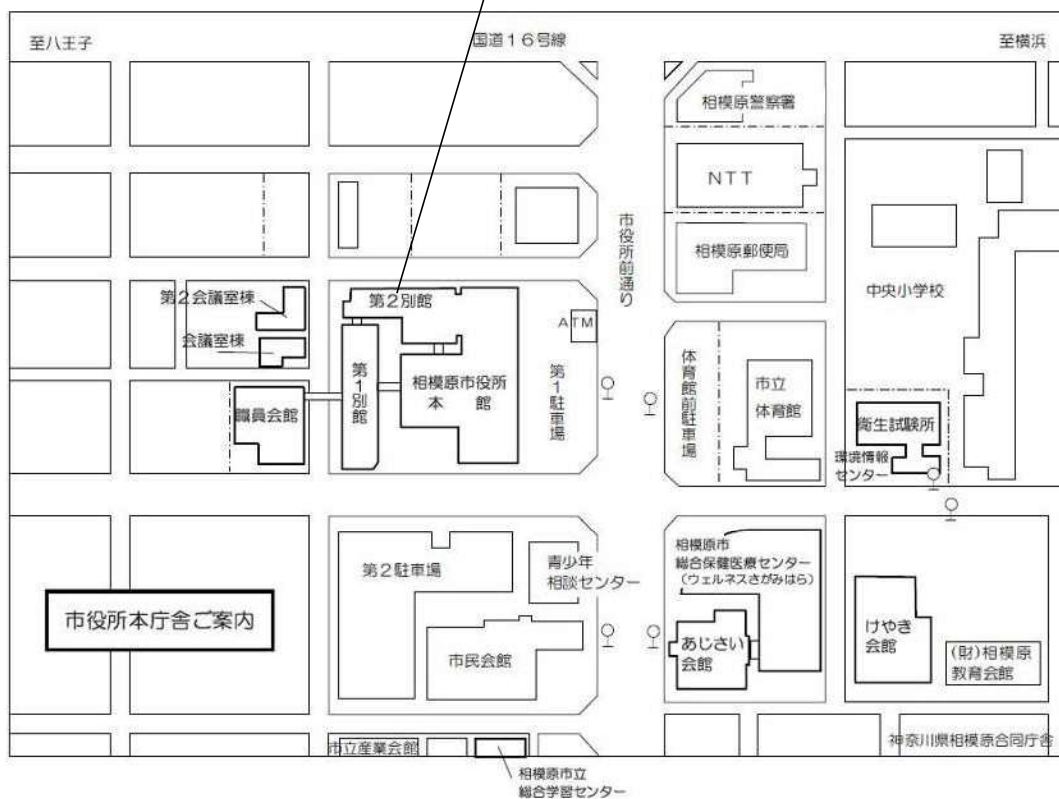 至八王子
国道16号線
至横浜
相模原警察署
NTT
市役所前通り
相模原郵便局
中央小学校
第2会議室棟
第2別館
会議室棟
ATM
第1別館
相模原市役所
本 館
第1駐車場
体育館前駐車場
市立
体育館
職員会館
衛生試験所
環境情報
センター
第2駐車場
青少年
相談センター
相模原市
総合保健医療センター
(ウェルネスさがみはら)
市役所本庁舎ご案内
市民会館
あじさい
会館
けやき
会館
(財)相模原
教育会館
市立産業会館
神奈川県相模原合同庁舎
相模原市立
総合学習センター